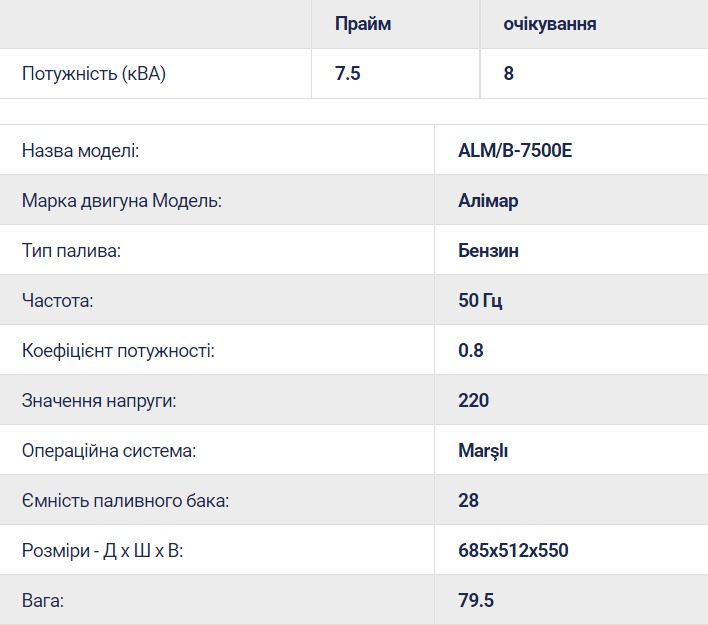 Прайм очікування
Потужність (кВА) 7.5 8
Назва моделі: ALM/B-7500E
Марка двигуна Модель: Алімар
Тип палива: Бензин
Частота: 50 Гц
Коефіцієнт потужності: 0.8
Значення напруги: 220
Операційна система: Marşlı
Ємність паливного бака: 28
Розміри - Д x Ш x В: 685x512x550
Вага: 79.5